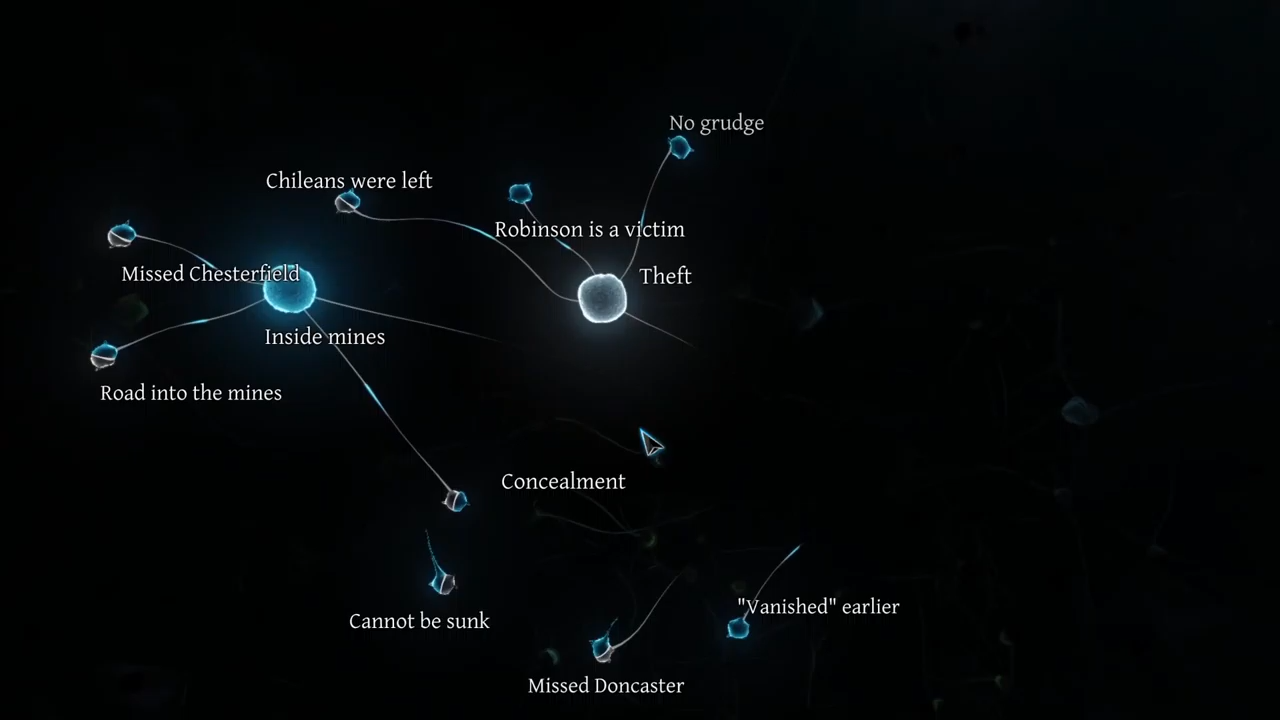 No grudge
Chileans were left
Robinson is a victim
Missed Chesterfield
Theft
Inside mines
Road into the mines
Concealment
"Vanished" earlier
Cannot be sunk
Missed Doncaster